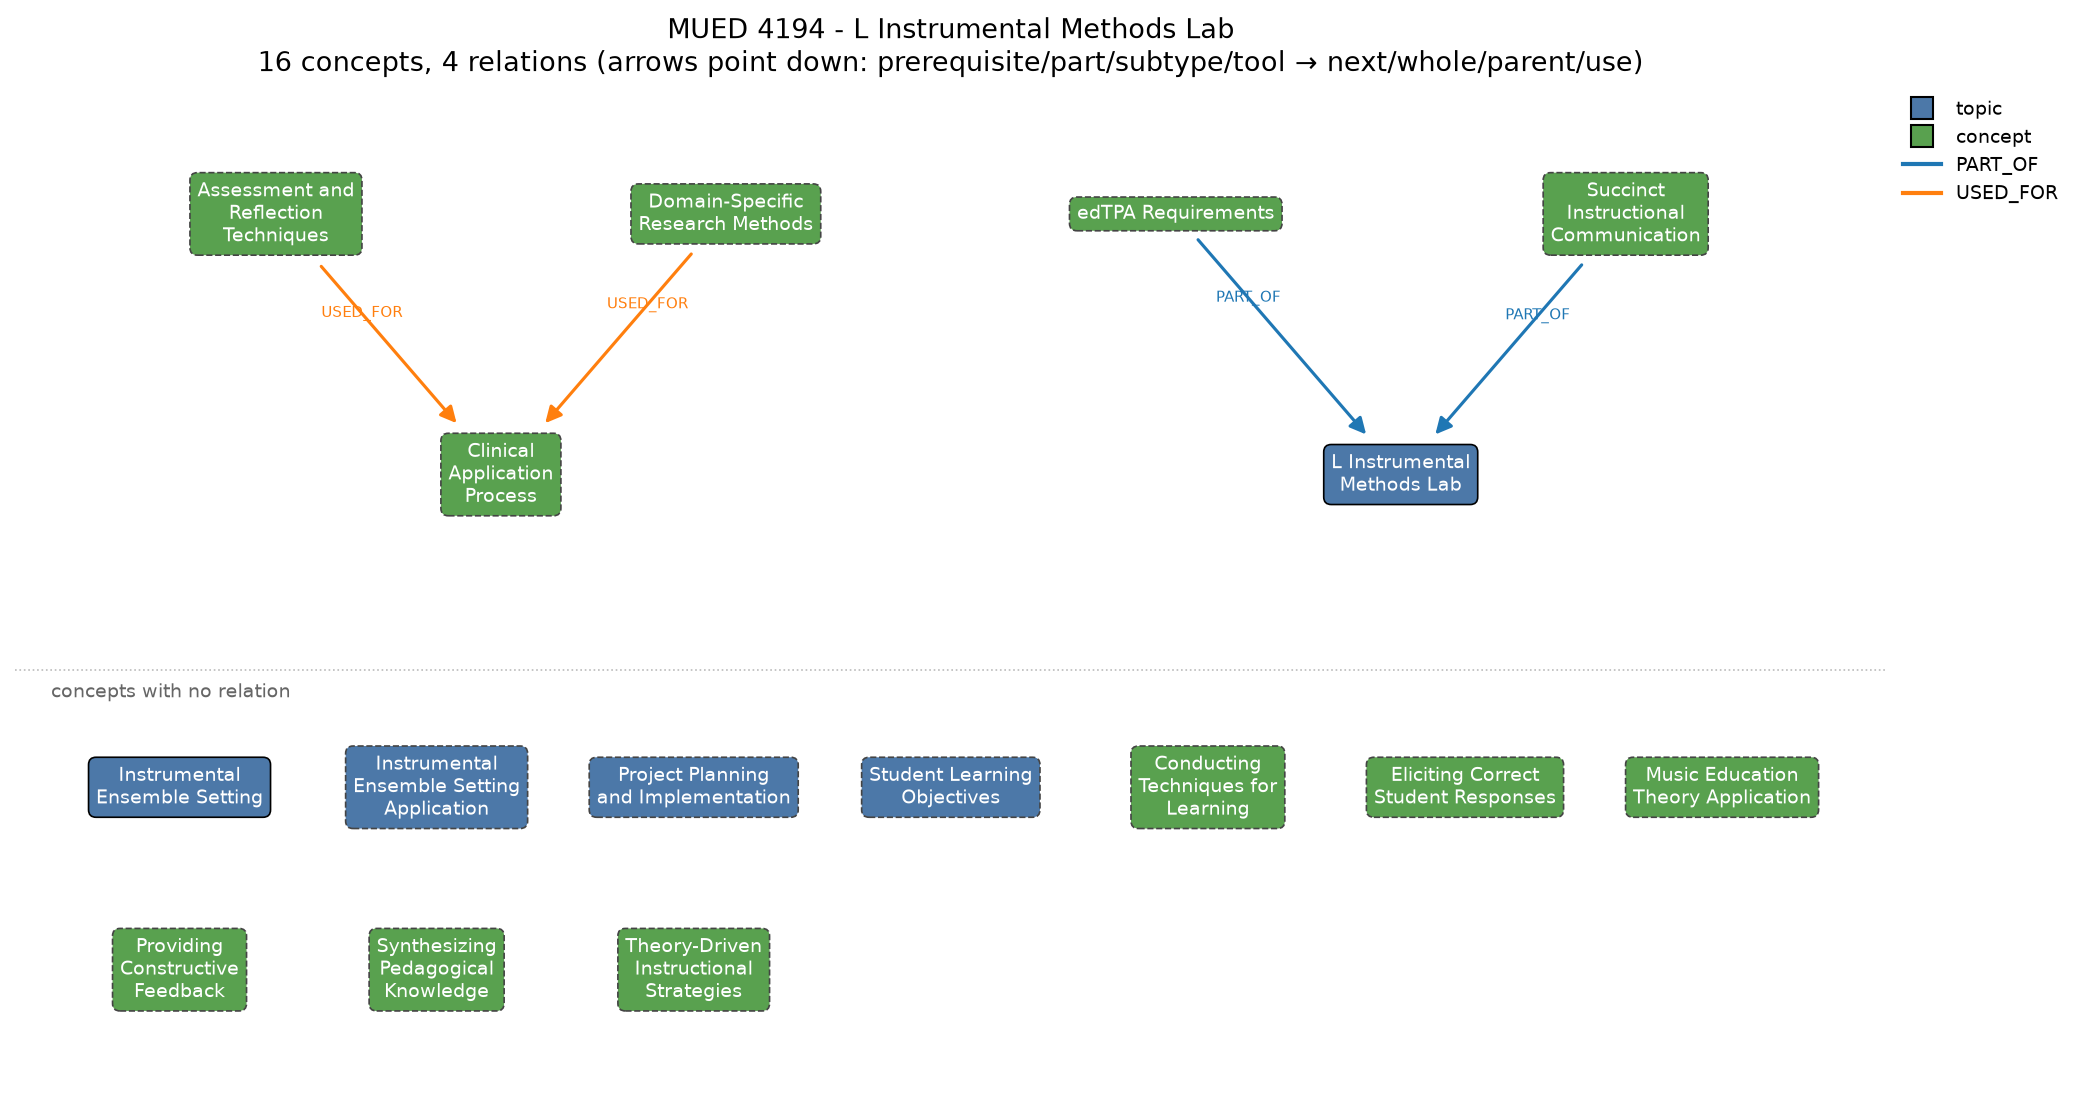 MUED 4194 - L Instrumental Methods Lab
16 concepts, 4 relations (arrows point down: prerequisite/part/subtype/tool → next/whole/parent/use)
topic
concept
PART_OF
USED_FOR
Assessment and
Reflection
Techniques
Domain-Specific
Research Methods
edTPA Requirements
Succinct
Instructional
Communication
USED_FOR
USED_FOR
PART_OF
PART_OF
Clinical
Application
Process
L Instrumental
Methods Lab
concepts with no relation
Instrumental
Ensemble Setting
Instrumental
Ensemble Setting
Application
Project Planning
and Implementation
Student Learning
Objectives
Conducting
Techniques for
Learning
Eliciting Correct
Student Responses
Music Education
Theory Application
Providing
Constructive
Feedback
Synthesizing
Pedagogical
Knowledge
Theory-Driven
Instructional
Strategies